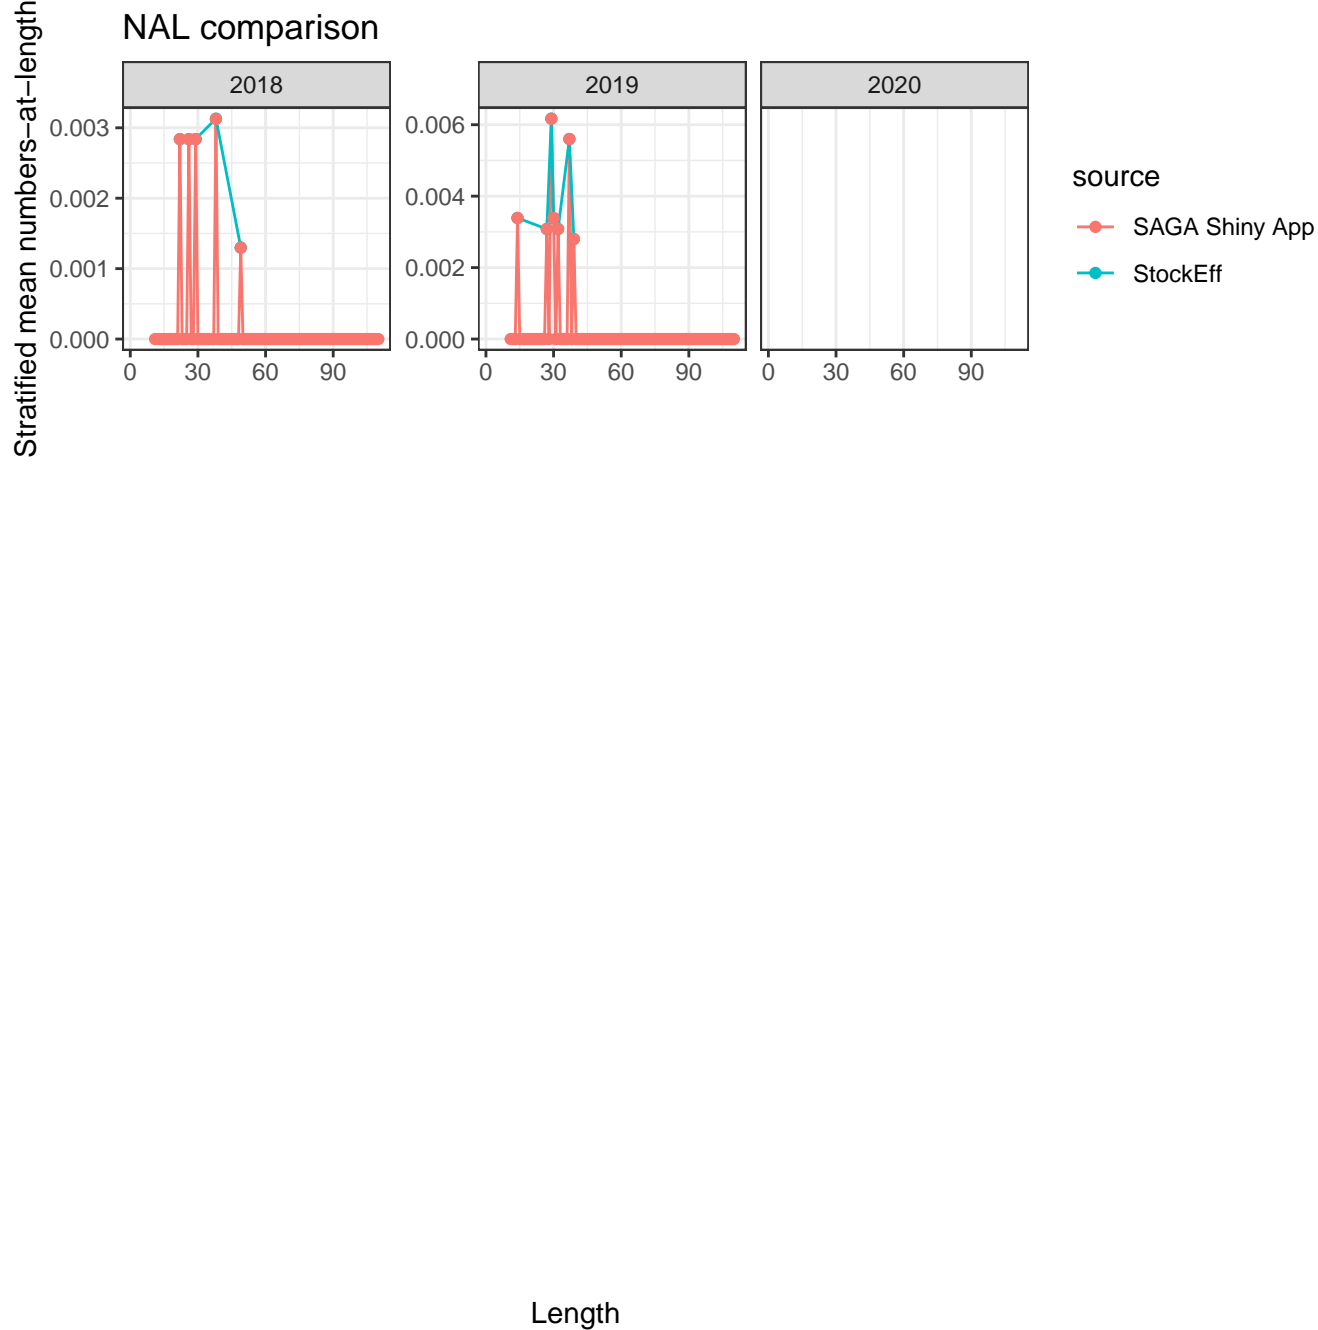 NAL comparison
Stratified mean numbers−at−length
2018
2019
2020
0.003
0.002
0.001
0.000
0.006
0.004
0.002
0.000
0 30 60 90
0 30 60 90
0 30 60 90
source
SAGA Shiny App
StockEff
Length